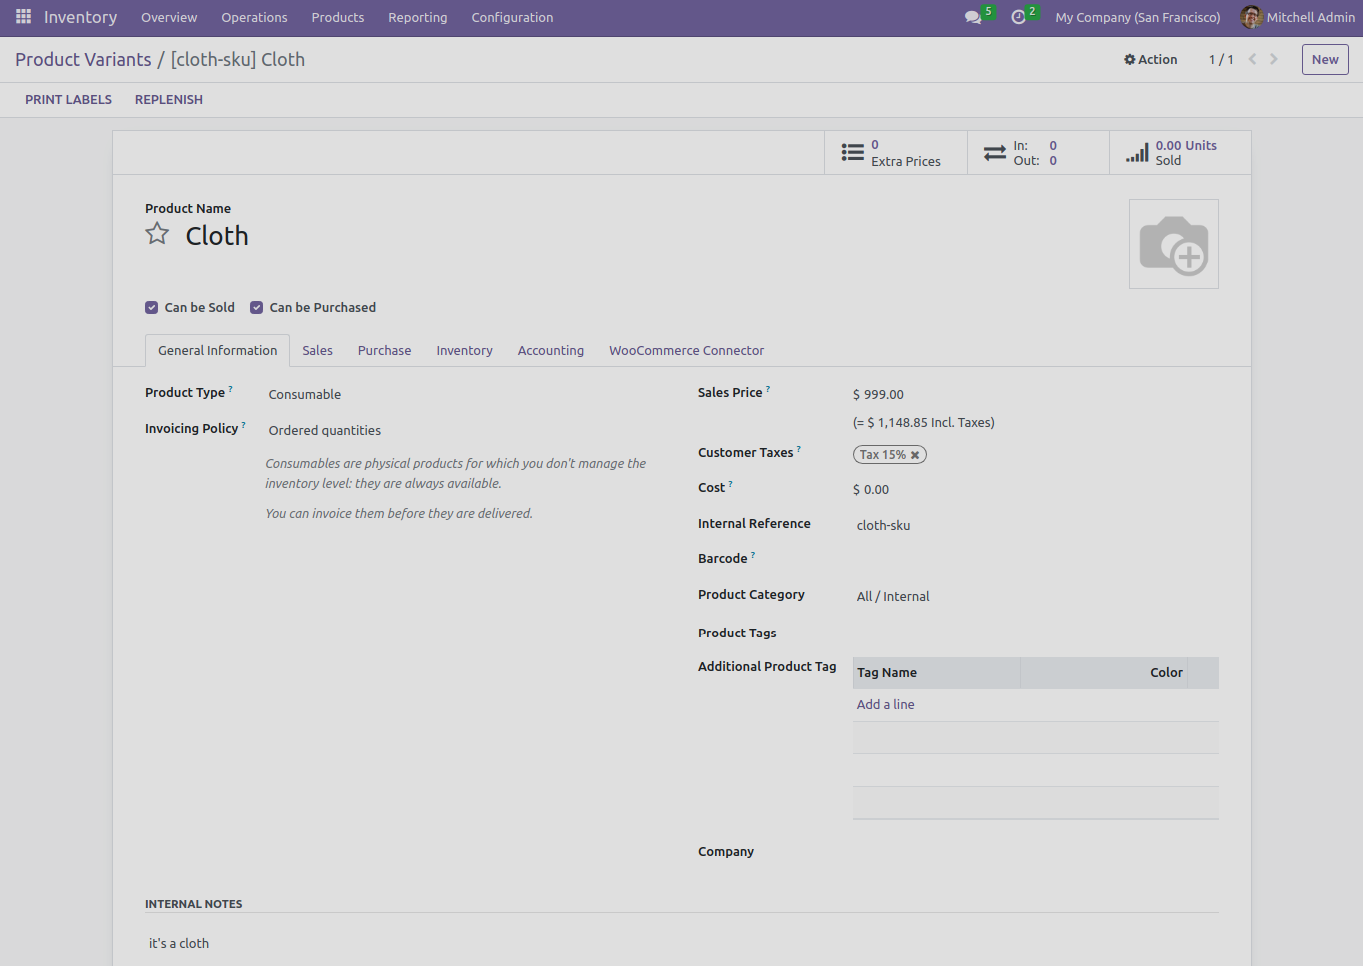 Inventory Overview Operations Products Reporting Configuration 5 2 My Company (San Francisco) Mitchell Admin
Product Variants / [cloth-sku] Cloth Action 1 / 1 New
PRINT LABELS REPLENISH
0
Extra Prices
In: 0
Out: 0
0.00 Units
Sold
Product Name
Cloth
Can be Sold Can be Purchased
General Information Sales Purchase Inventory Accounting WooCommerce Connector
Product Type ? Consumable
Invoicing Policy ? Ordered quantities
Consumables are physical products for which you don't manage the
inventory level: they are always available.
You can invoice them before they are delivered.
Sales Price ? $ 999.00
(= $ 1,148.85 Incl. Taxes)
Customer Taxes ? Tax 15% ✖
Cost ? $ 0.00
Internal Reference cloth-sku
Barcode ?
Product Category All / Internal
Product Tags
Additional Product Tag Tag Name Color
Add a line
Company
INTERNAL NOTES
it's a cloth